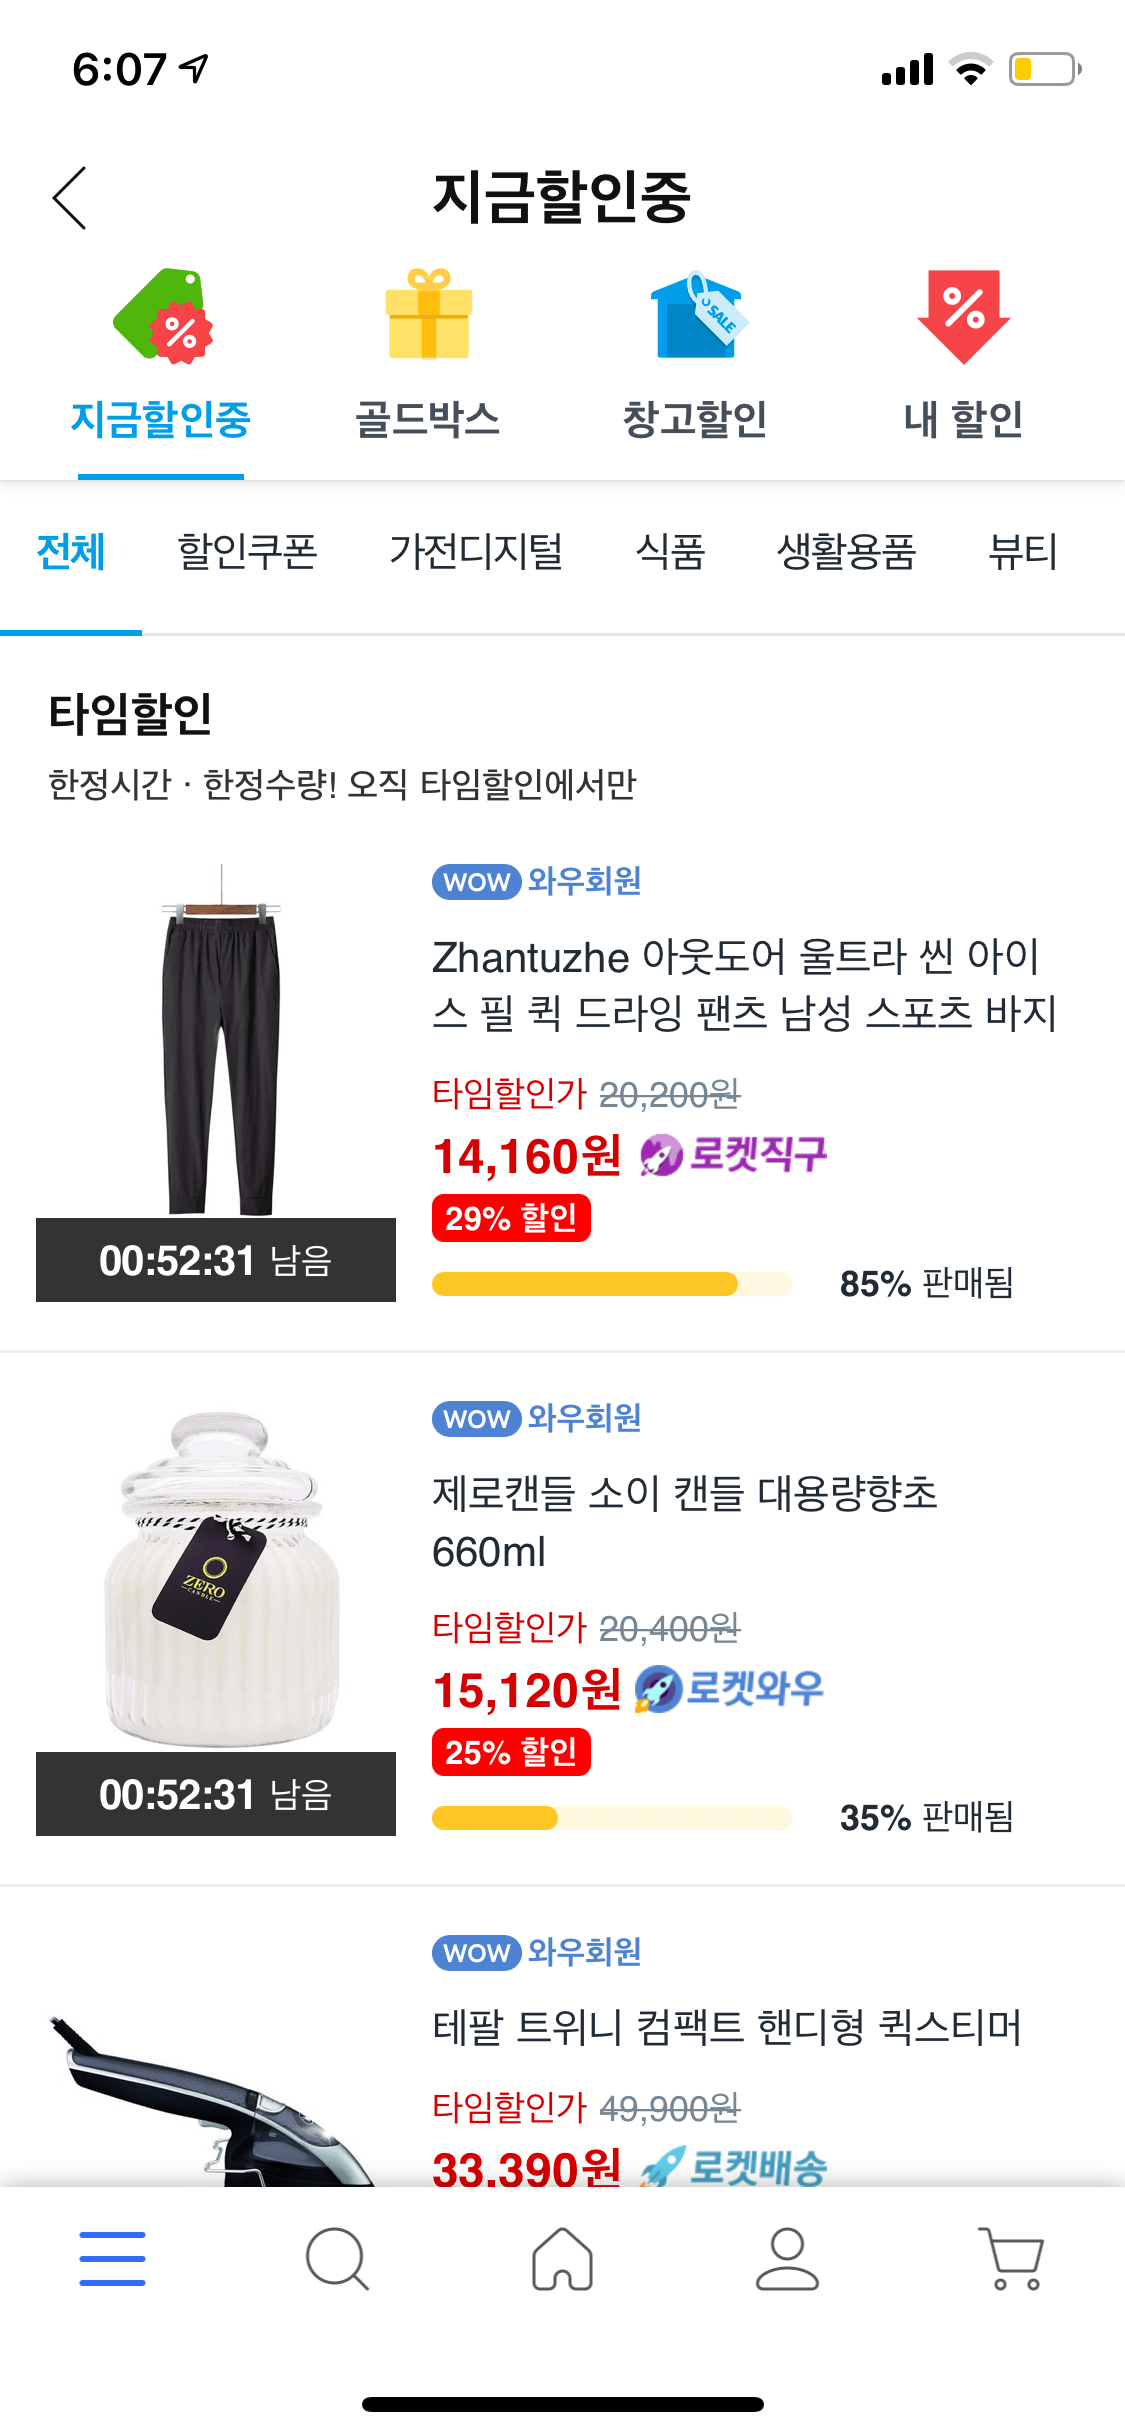 6:07
지금할인중
SALE
지금할인중 골드박스 창고할인 내 할인
전체 할인쿠폰 가전디지털 식품 생활용품 뷰티
타임할인
한정시간 · 한정수량! 오직 타임할인에서만
WOW 와우회원
Zhantuzhe 아웃도어 울트라 씬 아이
스 필 퀵 드라잉 팬츠 남성 스포츠 바지
타임할인가 20,200원
14,160원 로켓직구
29% 할인
00:52:31 남음
85% 판매됨
WOW 와우회원
제로캔들 소이 캔들 대용량향초
660ml
타임할인가 20,400원
15,120원 로켓와우
25% 할인
ZERO
CANDLE
00:52:31 남음
35% 판매됨
WOW 와우회원
테팔 트위니 컴팩트 핸디형 퀵스티머
타임할인가 49,900원
33,390원 로켓배송